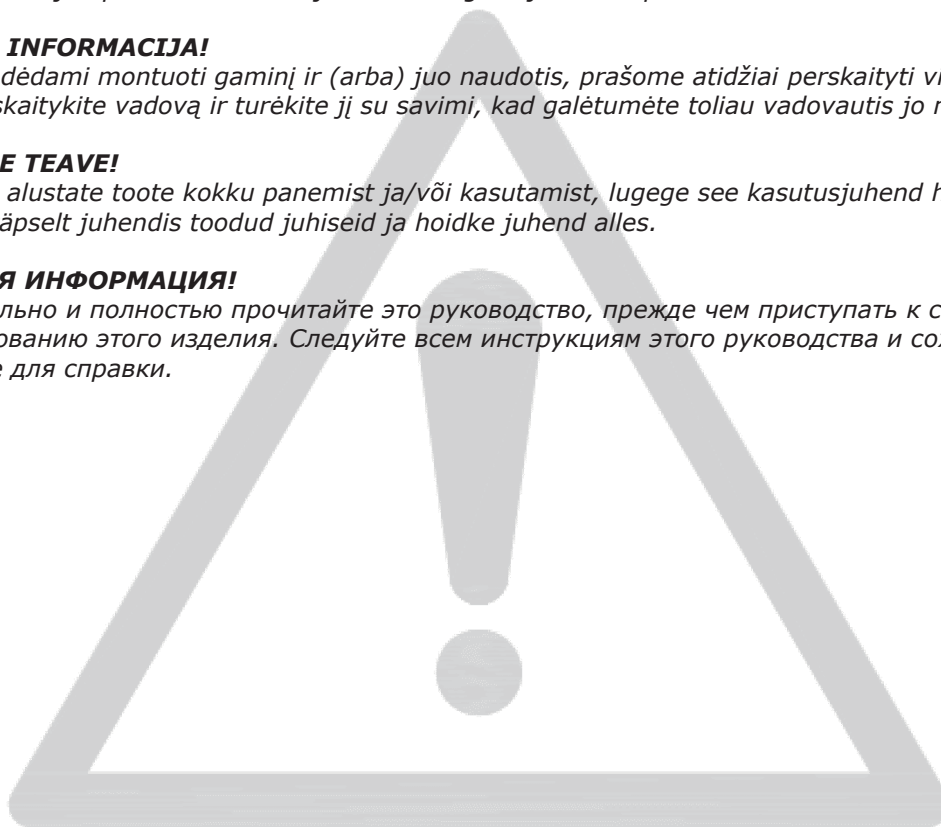 INFORMACIJA!
dėdami montuoti gaminį ir (arba) juo naudotis, prašome atidžiai perskaityti
skaitykite vadovą ir turėkite jį su savimi, kad galėtumėte toliau vadovautis jo
E TEAVE!
alustate toote kokku panemist ja/või kasutamist, lugege see kasutusjuhend
äpselt juhendis toodud juhiseid ja hoidke juhend alles.
Я ИНФОРМАЦИЯ!
льно и полностью прочитайте это руководство, прежде чем приступать к с
ованию этого изделия. Следуйте всем инструкциям этого руководства и сох
е для справки.